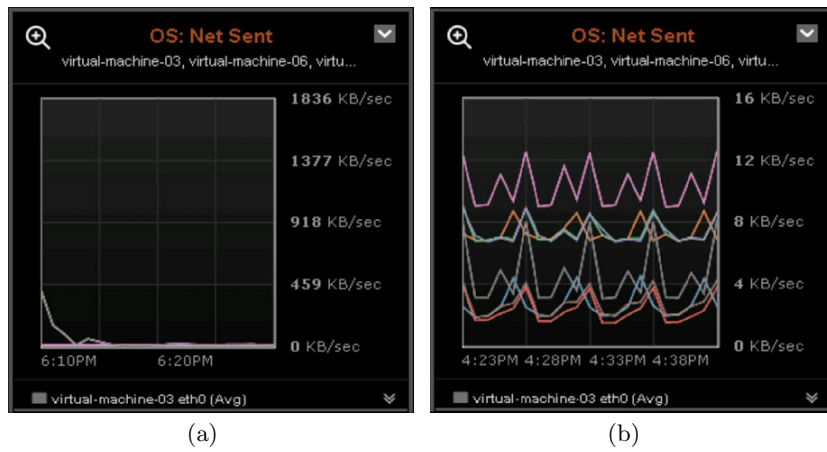 OS: Net Sent
virtual-machine-03, virtual-machine-06, virtu...
1836 KB/sec
1377 KB/sec
918 KB/sec
459 KB/sec
0 KB/sec
6:10PM 6:20PM
virtual-machine-03 eth0 (Avg)
(a)
OS: Net Sent
virtual-machine-03, virtual-machine-06, virtu...
16 KB/sec
12 KB/sec
8 KB/sec
4 KB/sec
0 KB/sec
4:23PM 4:28PM 4:33PM 4:38PM
virtual-machine-03 eth0 (Avg)
(b)